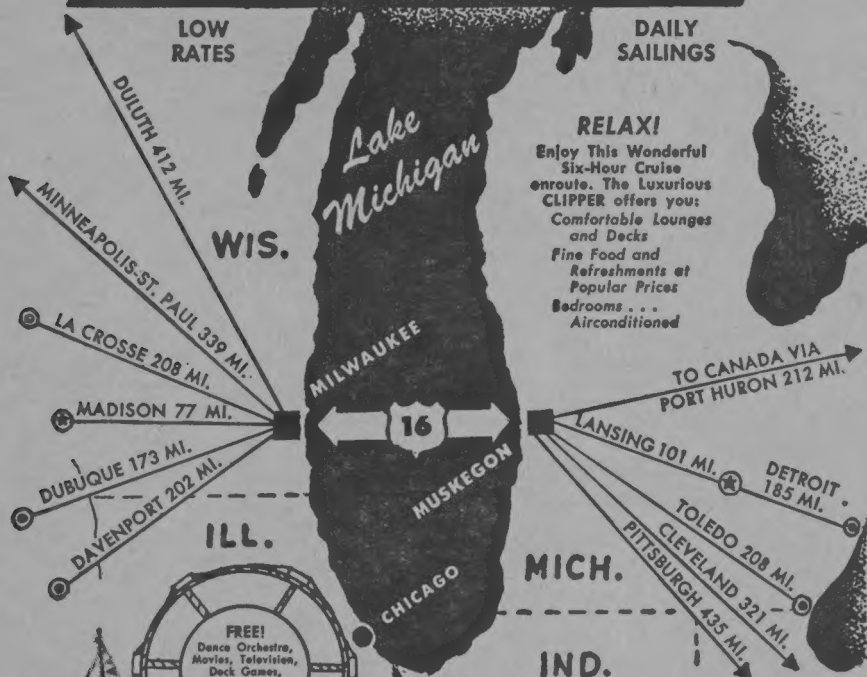 LOW
RATES
DAILY
SAILINGS
DULUTH 412 MI.
MINNEAPOLIS-ST. PAUL 339 MI.
LA CROSSE 208 MI.
MADISON 77 MI.
DUBUQUE 173 MI.
DAVENPORT 202 MI.
WIS.
ILL.
Lake
Michigan
MILWAUKEE
16
MUSKEGON
CHICAGO
RELAX!
Enjoy This Wonderful
Six-Hour Cruise
enroute. The Luxurious
CLIPPER offers you:
Comfortable Lounges
and Decks
Fine Food and
Refreshments at
Popular Prices
Bedrooms . . .
Airconditioned
TO CANADA VIA
PORT HURON 212 MI.
LANSING 101 MI.
DETROIT
185 MI.
TOLEDO 208 MI.
CLEVELAND 321 MI.
PITTSBURGH 435 MI.
MICH.
IND.
FREE!
Dance Orchestra,
Movies, Television,
Deck Games,